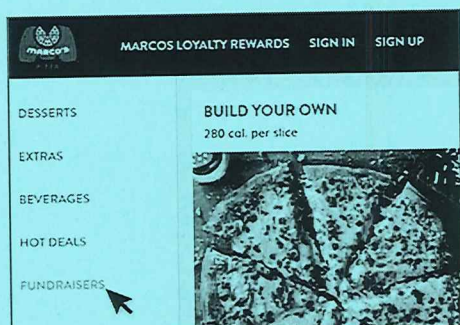 MARCO'S
PIZZA
MARCOS LOYALTY REWARDS SIGN IN SIGN UP
DESSERTS
EXTRAS
BEVERAGES
HOT DEALS
FUNDRAISERS
BUILD YOUR OWN
280 cal. per slice